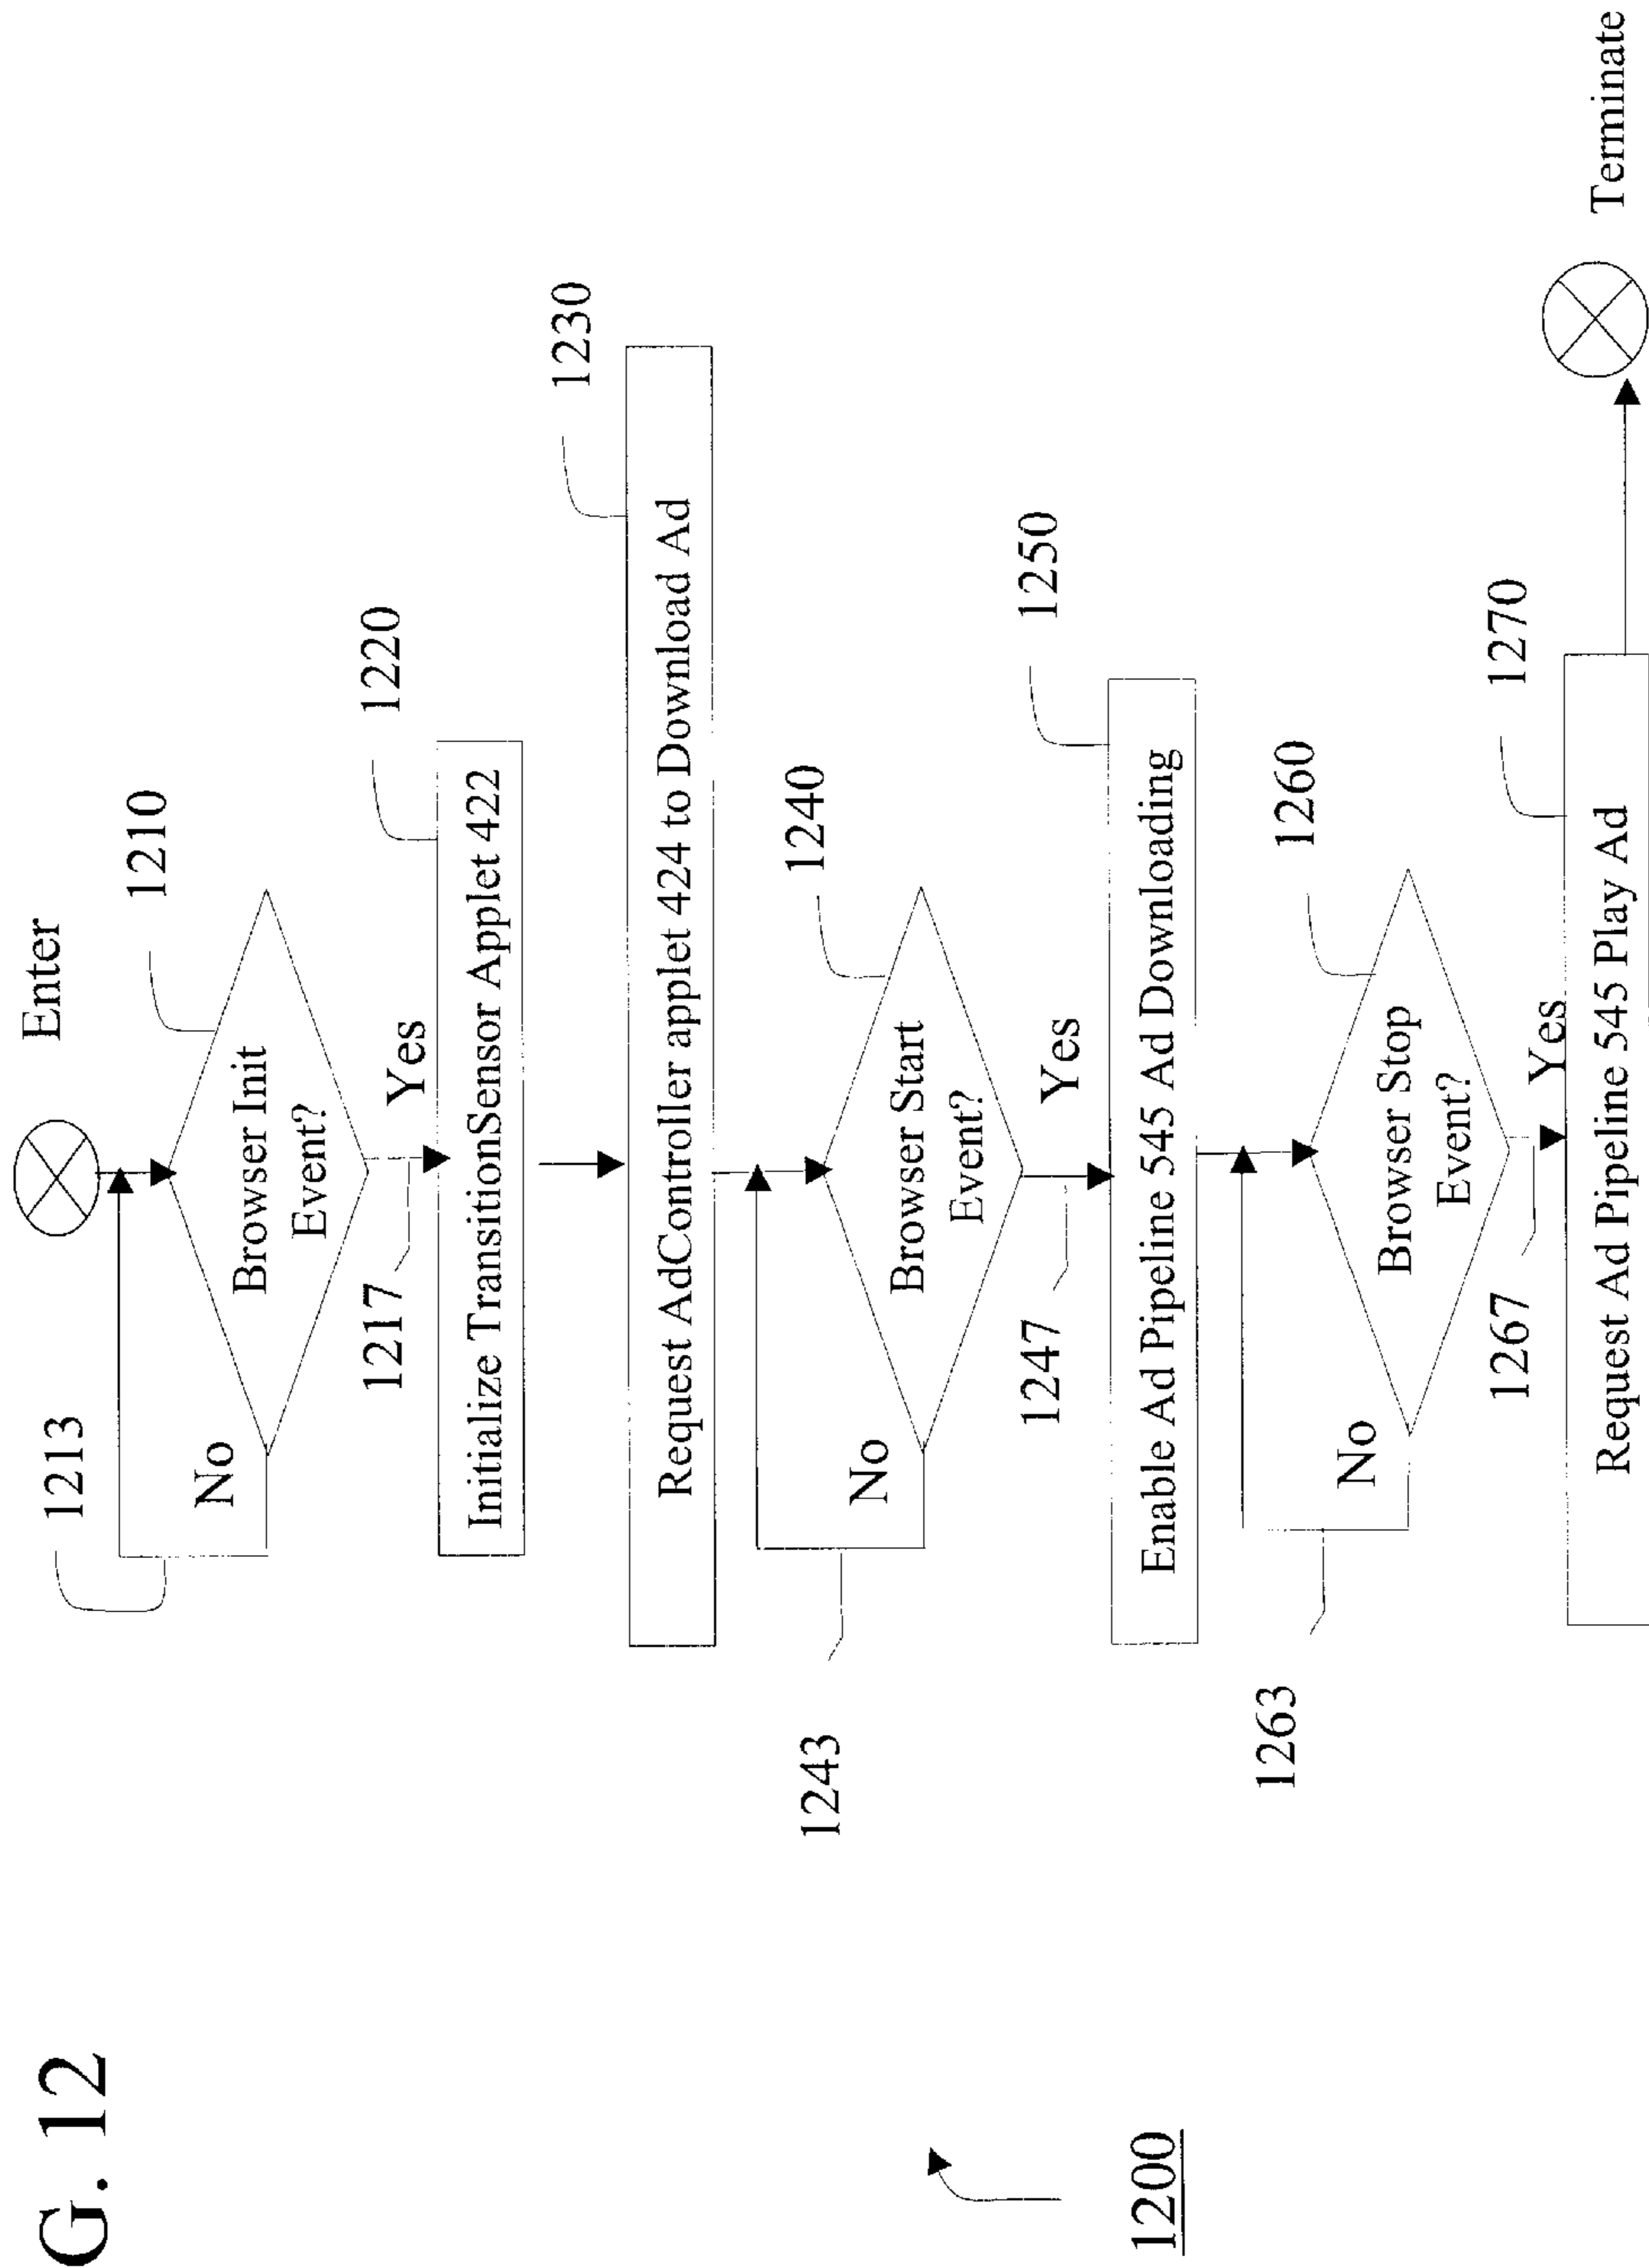 G. 12
Enter
1210
1213
Browser Init
Event?
No
1217
Yes
1220
Initialize TransitionSensor Applet 422
1230
Request AdController applet 424 to Download Ad
1240
Browser Start
Event?
No
1243
1247
Yes
1250
Enable Ad Pipeline 545 Ad Downloading
1260
Browser Stop
Event?
No
1263
1267
Yes
1270
Request Ad Pipeline 545 Play Ad
Terminate
1200